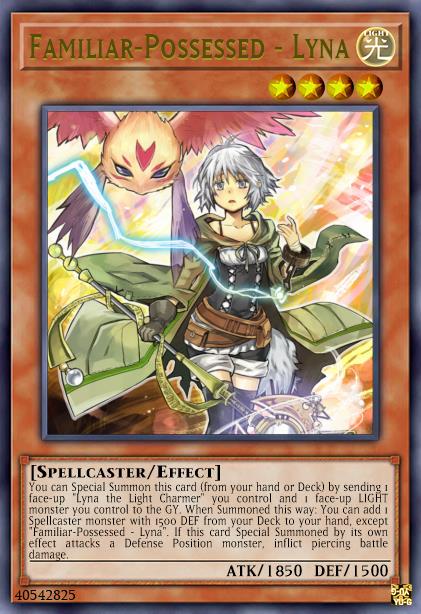 Familiar-Possessed - Lyna
LIGHT
光
[Spellcaster/Effect]
You can Special Summon this card (from your hand or Deck) by sending 1
face-up "Lyna the Light Charmer" you control and 1 face-up LIGHT
monster you control to the GY. When Summoned this way: You can add 1
Spellcaster monster with 1500 DEF from your Deck to your hand, except
"Familiar-Possessed - Lyna". If this card Special Summoned by its own
effect attacks a Defense Position monster, inflict piercing battle
damage.
ATK/1850 DEF/1500
40542825